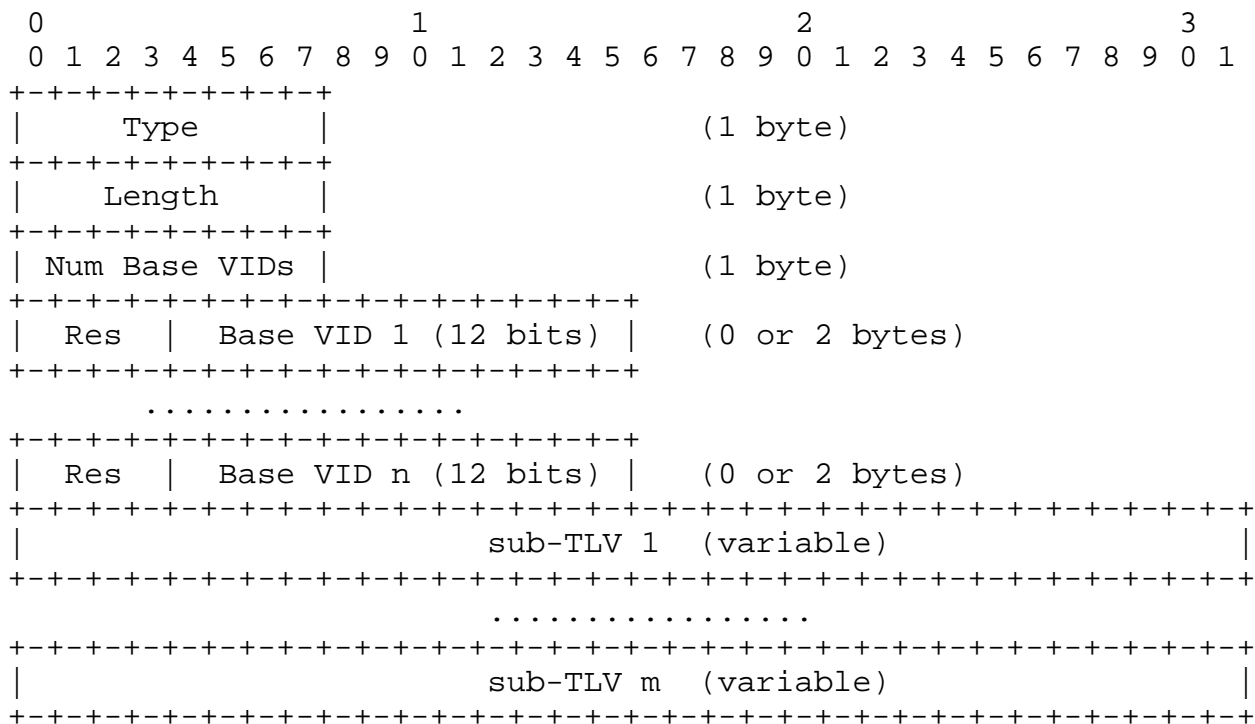 0                   1                   2                   3
 0 1 2 3 4 5 6 7 8 9 0 1 2 3 4 5 6 7 8 9 0 1 2 3 4 5 6 7 8 9 0 1
+-+-+-+-+-+-+-+-+
|     Type      |                   (1 byte)
+-+-+-+-+-+-+-+-+
|    Length     |                   (1 byte)
+-+-+-+-+-+-+-+-+
| Num Base VIDs |                   (1 byte)
+-+-+-+-+-+-+-+-+-+-+-+-+-+-+-+-+
|  Res  |  Base VID 1 (12 bits) |   (0 or 2 bytes)
+-+-+-+-+-+-+-+-+-+-+-+-+-+-+-+-+
       .................
+-+-+-+-+-+-+-+-+-+-+-+-+-+-+-+-+
|  Res  |  Base VID n (12 bits) |   (0 or 2 bytes)
+-+-+-+-+-+-+-+-+-+-+-+-+-+-+-+-+-+-+-+-+-+-+-+-+-+-+-+-+-+-+-+-+
|                        sub-TLV 1  (variable)                  |
+-+-+-+-+-+-+-+-+-+-+-+-+-+-+-+-+-+-+-+-+-+-+-+-+-+-+-+-+-+-+-+-+
                         .................
+-+-+-+-+-+-+-+-+-+-+-+-+-+-+-+-+-+-+-+-+-+-+-+-+-+-+-+-+-+-+-+-+
|                        sub-TLV m  (variable)                  |
+-+-+-+-+-+-+-+-+-+-+-+-+-+-+-+-+-+-+-+-+-+-+-+-+-+-+-+-+-+-+-+-+